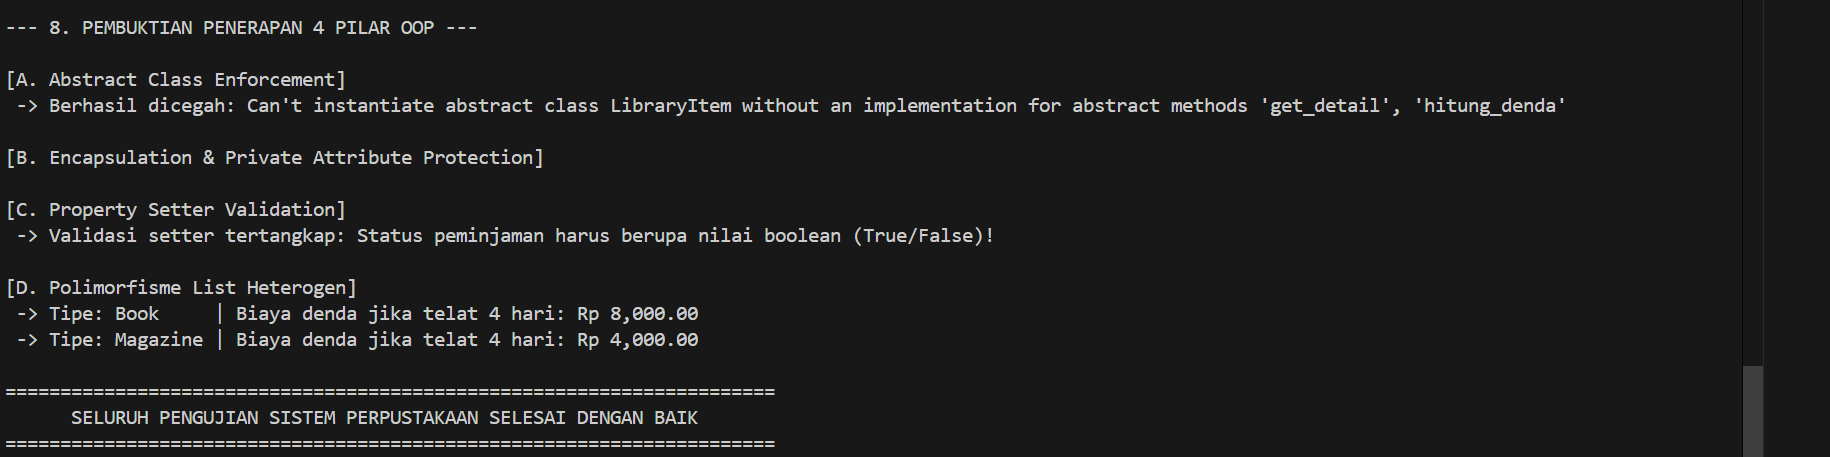 --- 8. PEMBUKTIAN PENERAPAN 4 PILAR OOP ---
[A. Abstract Class Enforcement]
 -> Berhasil dicegah: Can't instantiate abstract class LibraryItem without an implementation for abstract methods 'get_detail', 'hitung_denda'
[B. Encapsulation & Private Attribute Protection]
[C. Property Setter Validation]
 -> Validasi setter tertangkap: Status peminjaman harus berupa nilai boolean (True/False)!
[D. Polimorfisme List Heterogen]
 -> Tipe: Book     | Biaya denda jika telat 4 hari: Rp 8,000.00
 -> Tipe: Magazine | Biaya denda jika telat 4 hari: Rp 4,000.00
======================================================================
      SELURUH PENGUJIAN SISTEM PERPUSTAKAAN SELESAI DENGAN BAIK
======================================================================